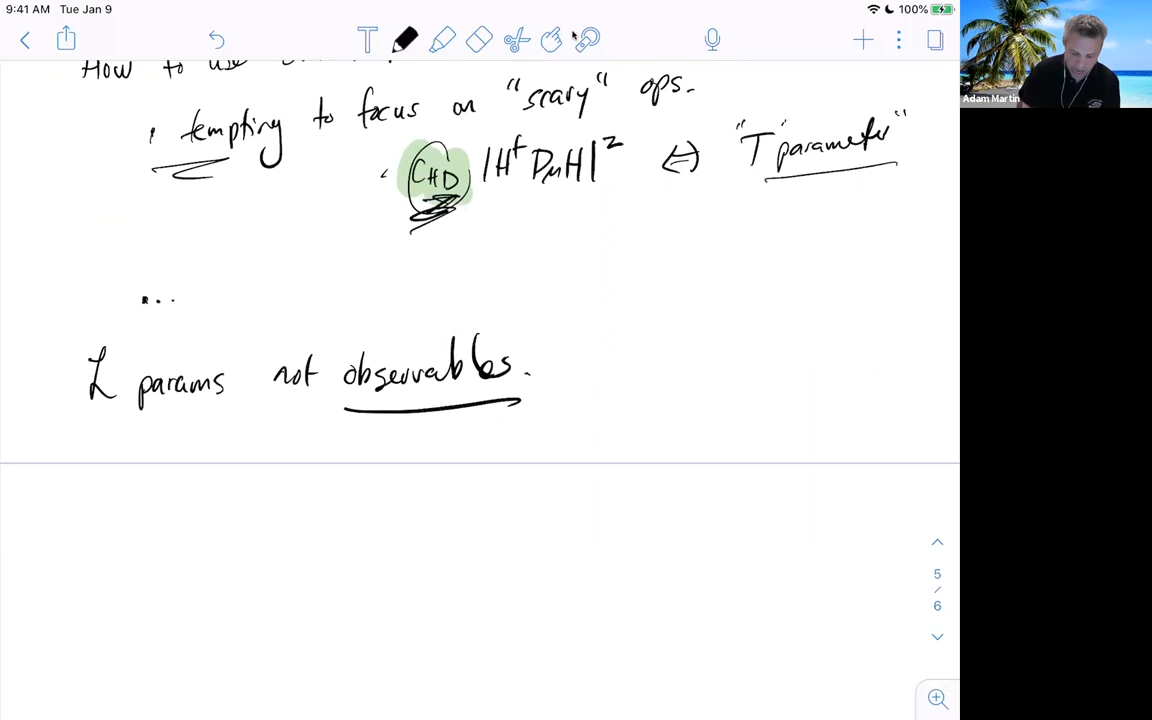 9:41 AM Tue Jan 9
100%
Adam Martin
How to use
• tempting to focus on "scary" ops.
C_HD |H† DμH|² ⇔ "T parameter"
...
ℒ params not observables.
5
/
6